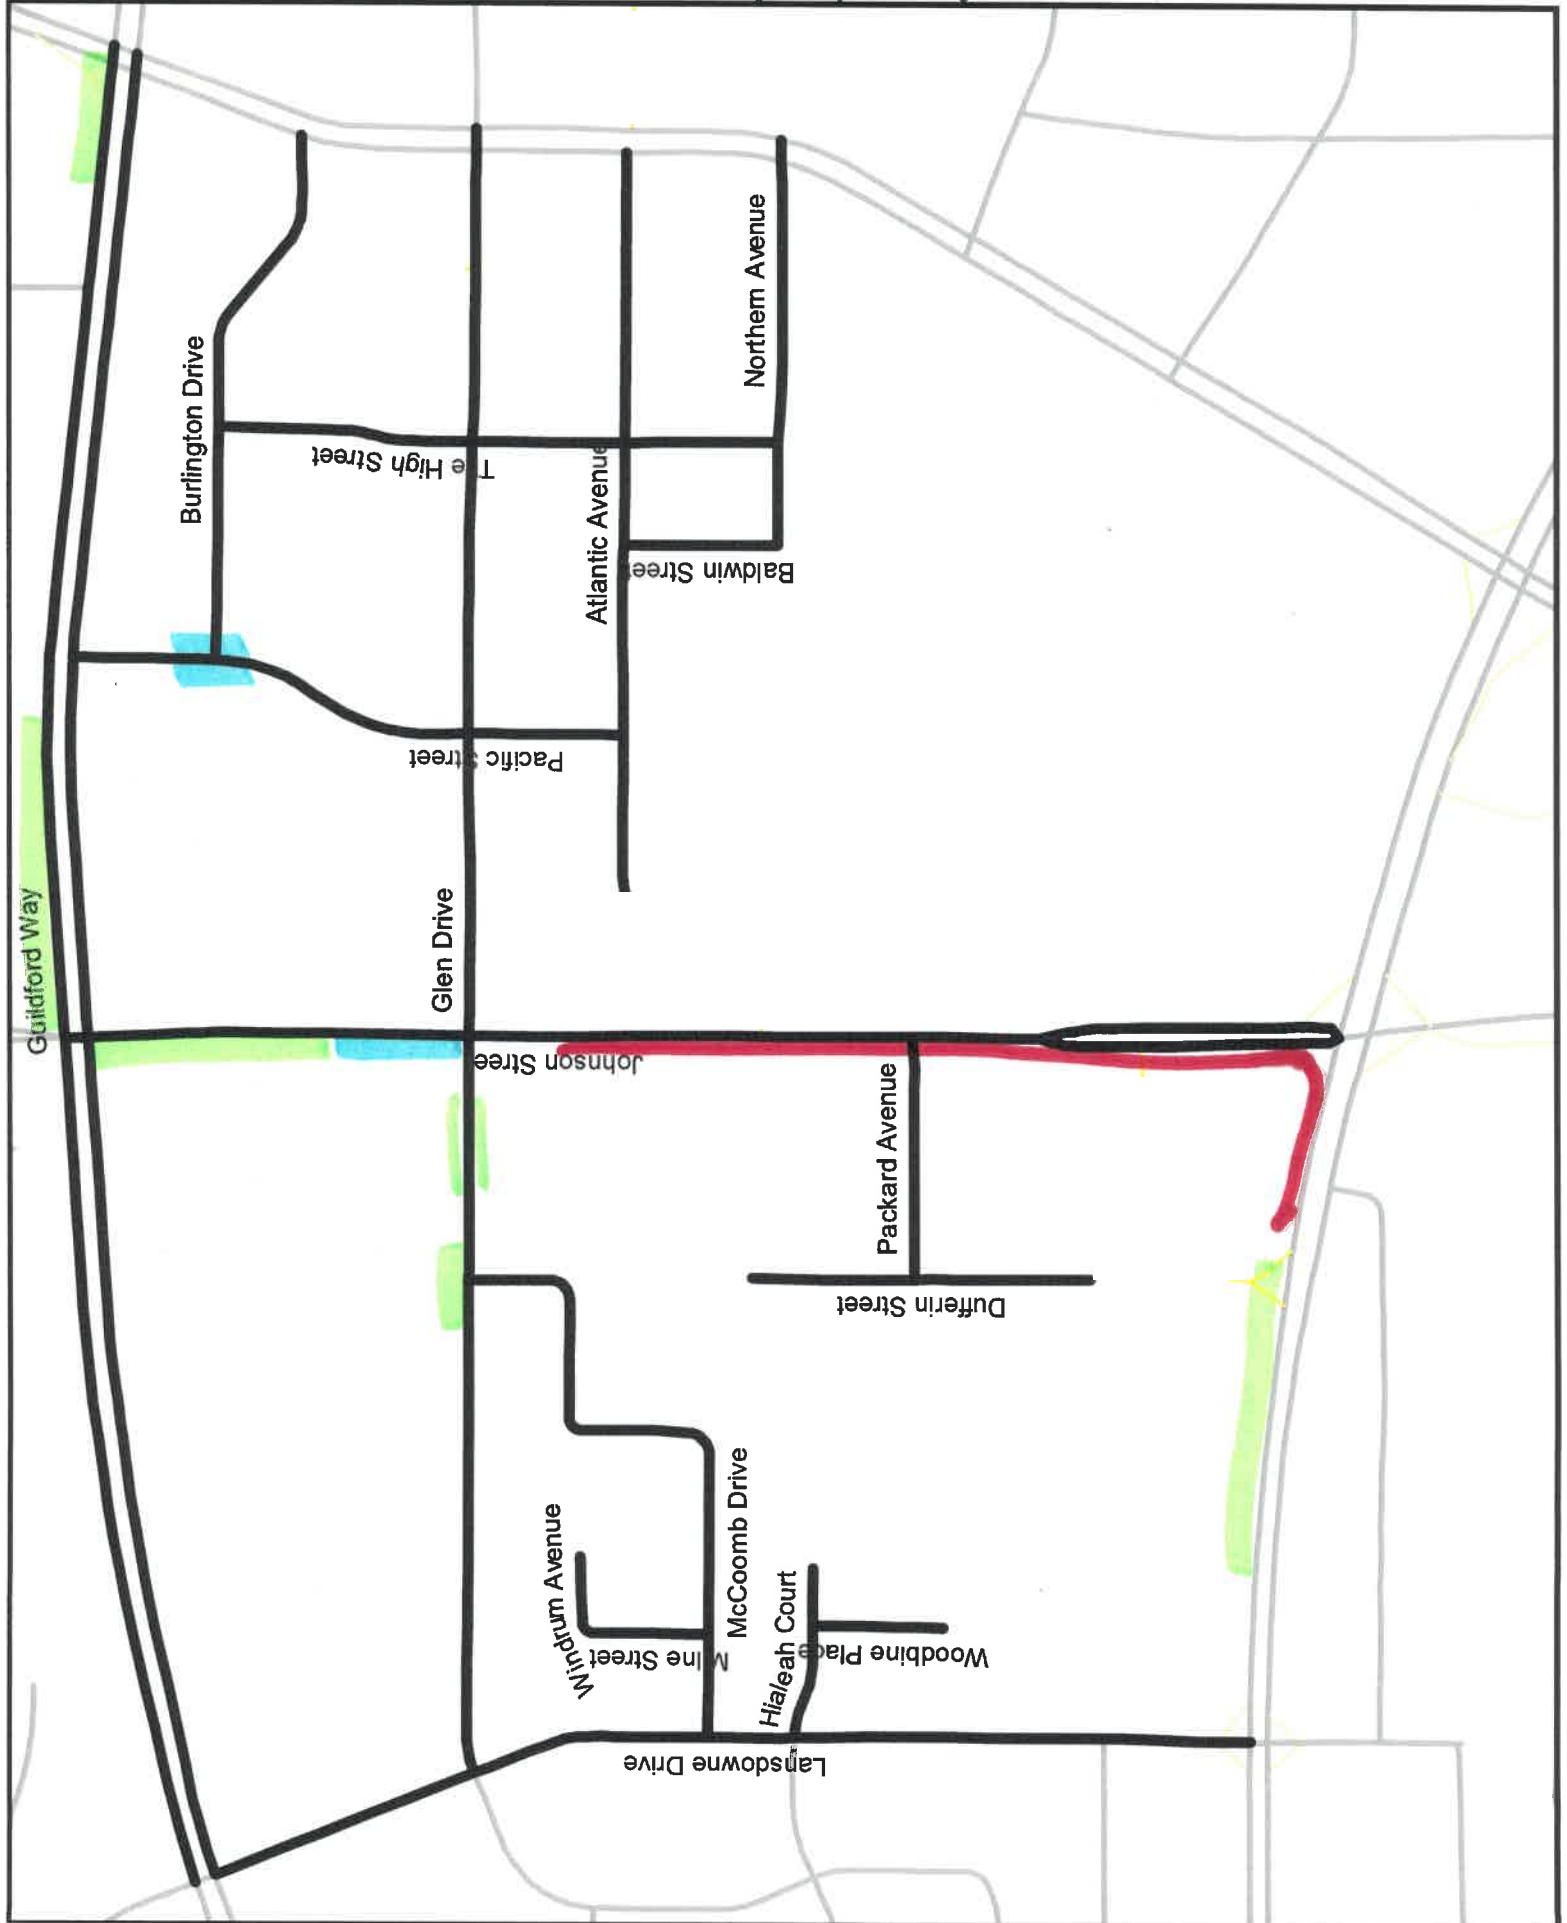 Guildford Way
Burlington Drive
The High Street
Northern Avenue
Atlantic Avenue
Baldwin Street
Pacific Street
Glen Drive
Johnson Stree
Packard Avenue
Dufferin Street
Windrum Avenue
Milne Street
McCoomb Drive
Hialeah Court
Woodbine Place
Lansdowne Drive